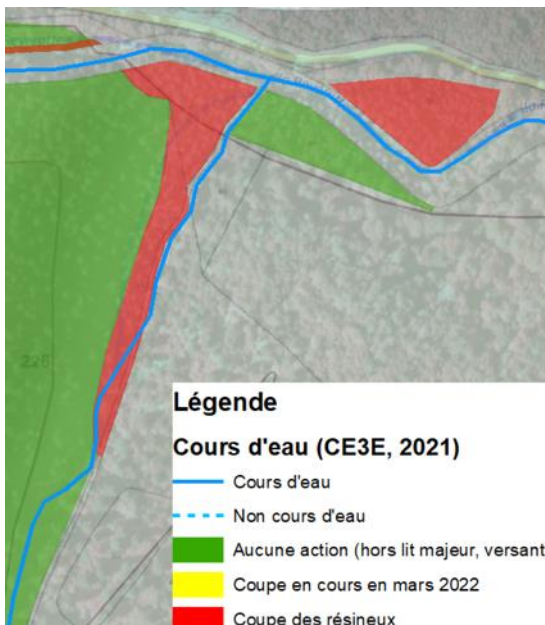 226
Légende
Cours d'eau (CE3E, 2021)
Cours d'eau
Non cours d'eau
Aucune action (hors lit majeur, versant
Coupe en cours en mars 2022
Coupe des résineux